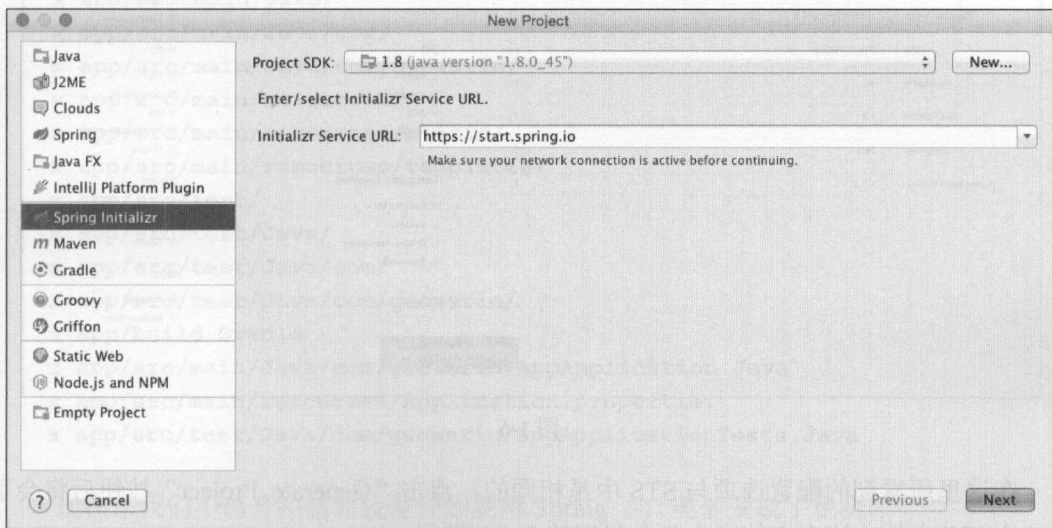 New Project
Java
J2ME
Clouds
Spring
Java FX
IntelliJ Platform Plugin
Spring Initializr
Maven
Gradle
Groovy
Griffon
Static Web
Node.js and NPM
Empty Project
Project SDK: 1.8 (java version "1.8.0_45") New...
Enter/select Initializr Service URL.
Initializr Service URL: https://start.spring.io
Make sure your network connection is active before continuing.
? Cancel Previous Next